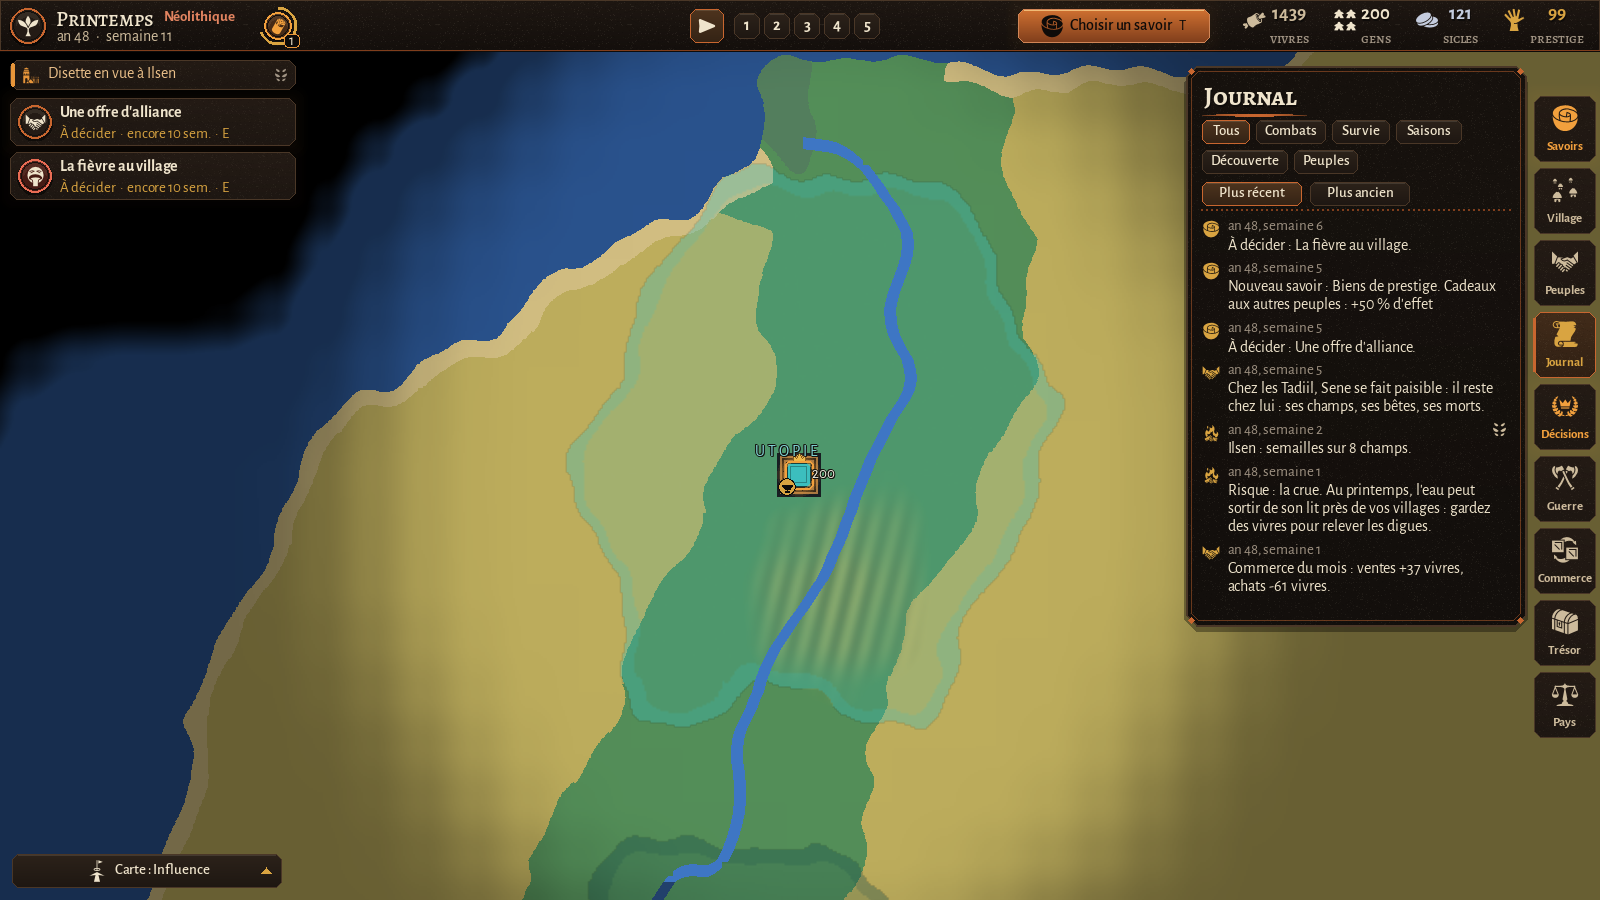 Printemps Néolithique
an 48 · semaine 11
1
1 2 3 4 5
Choisir un savoir T
1439
VIVRES
200
GENS
121
SICLES
99
PRESTIGE
Disette en vue à Ilsen
Une offre d'alliance
À décider · encore 10 sem. · E
La fièvre au village
À décider · encore 10 sem. · E
Journal
Tous Combats Survie Saisons
Découverte Peuples
Plus récent Plus ancien
an 48, semaine 6
À décider : La fièvre au village.
an 48, semaine 5
Nouveau savoir : Biens de prestige. Cadeaux
aux autres peuples : +50 % d'effet
an 48, semaine 5
À décider : Une offre d'alliance.
an 48, semaine 5
Chez les Tadiil, Sene se fait paisible : il reste
chez lui : ses champs, ses bêtes, ses morts.
an 48, semaine 2
Ilsen : semailles sur 8 champs.
an 48, semaine 1
Risque : la crue. Au printemps, l'eau peut
sortir de son lit près de vos villages : gardez
des vivres pour relever les digues.
an 48, semaine 1
Commerce du mois : ventes +37 vivres,
achats -61 vivres.
Savoirs
Village
Peuples
Journal
Décisions
Guerre
Commerce
Trésor
Pays
UTOPIE
200
Carte : Influence